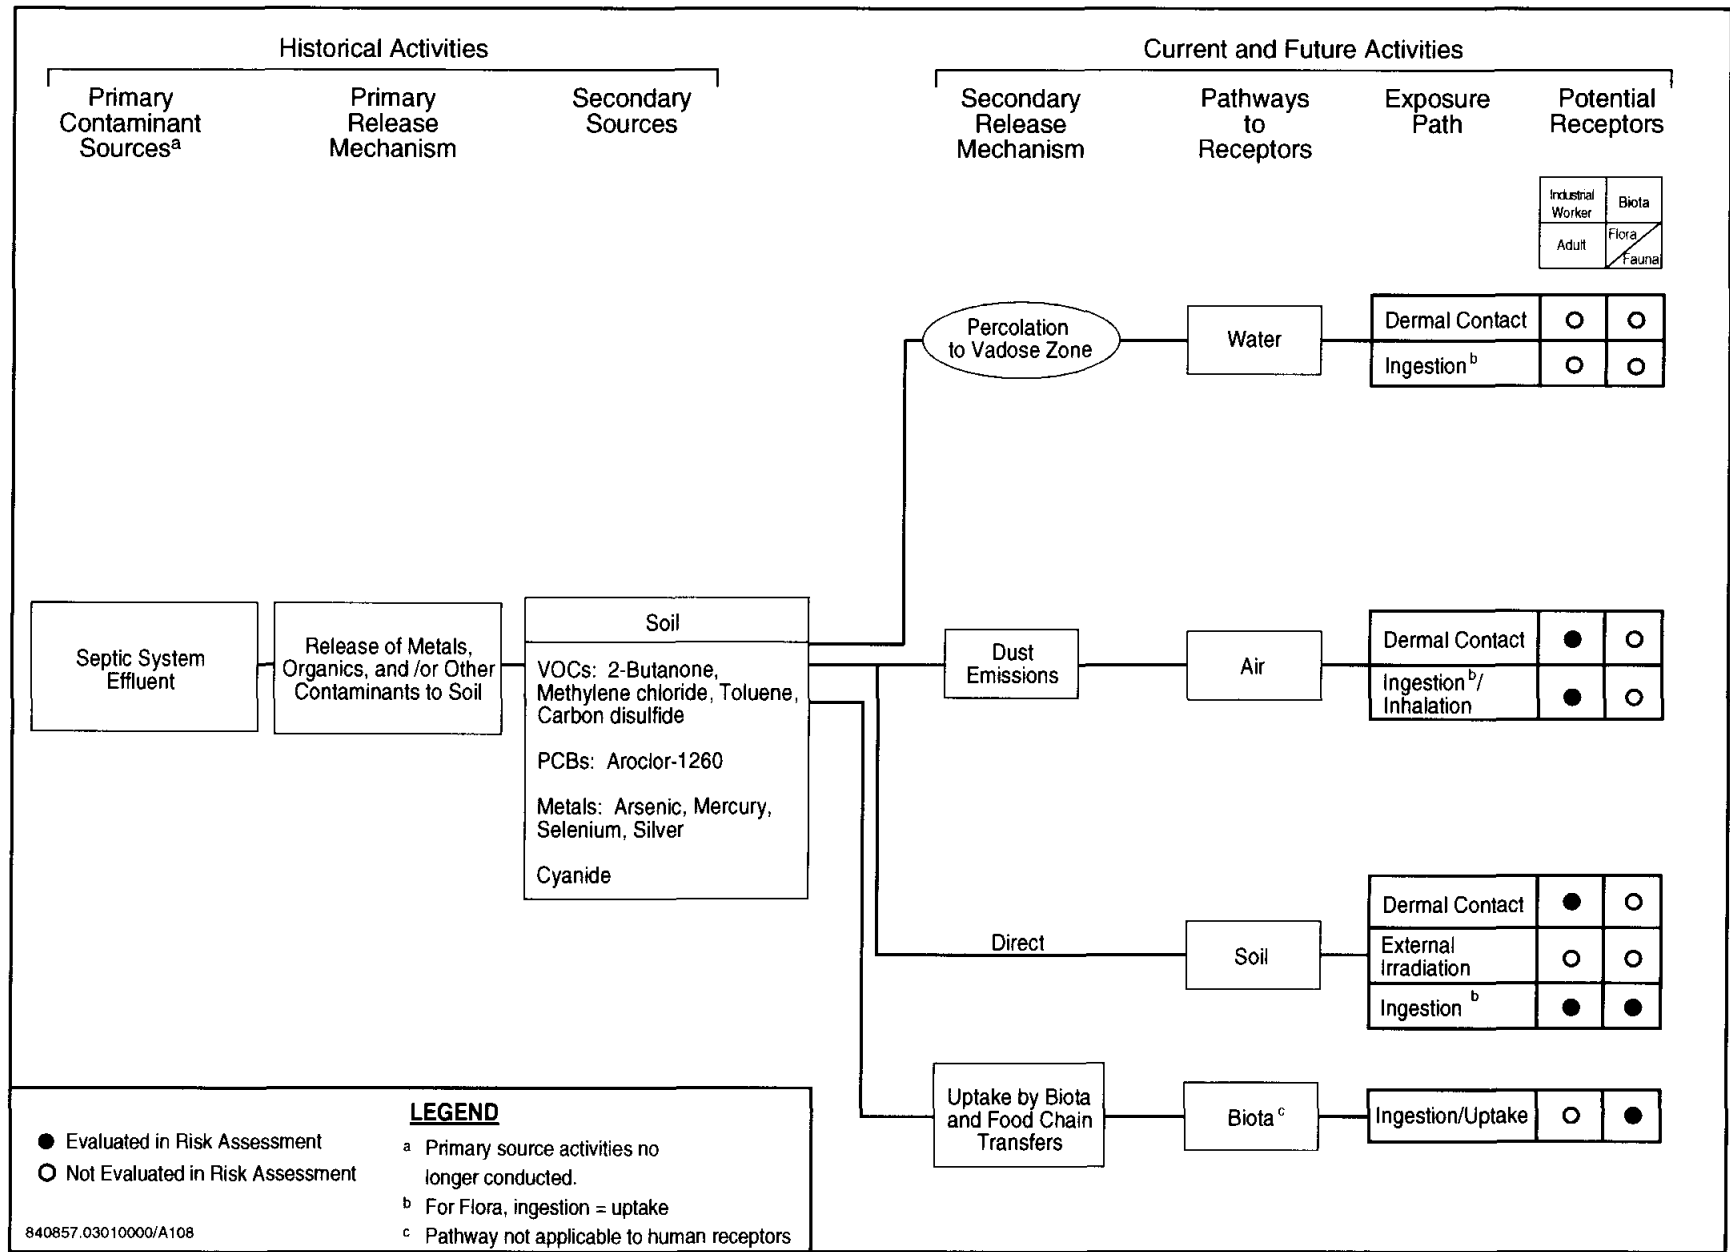 Historical Activities
Current and Future Activities
Primary
Contaminant
Sourcesᵃ
Primary
Release
Mechanism
Secondary
Sources
Secondary
Release
Mechanism
Pathways
to
Receptors
Exposure
Path
Potential
Receptors
Industrial
Worker
Biota
Adult
Flora
Fauna
Percolation
to Vadose Zone
Water
Dermal Contact
Ingestion ᵇ
Septic System
Effluent
Release of Metals,
Organics, and /or Other
Contaminants to Soil
Soil
VOCs: 2-Butanone,
Methylene chloride, Toluene,
Carbon disulfide
PCBs: Aroclor-1260
Metals: Arsenic, Mercury,
Selenium, Silver
Cyanide
Dust
Emissions
Air
Dermal Contact
Ingestion ᵇ/
Inhalation
Direct
Soil
Dermal Contact
External
Irradiation
Ingestion ᵇ
Uptake by Biota
and Food Chain
Transfers
Biota ᶜ
Ingestion/Uptake
LEGEND
Evaluated in Risk Assessment
Not Evaluated in Risk Assessment
ᵃ Primary source activities no
longer conducted.
ᵇ For Flora, ingestion = uptake
ᶜ Pathway not applicable to human receptors
840857.03010000/A108